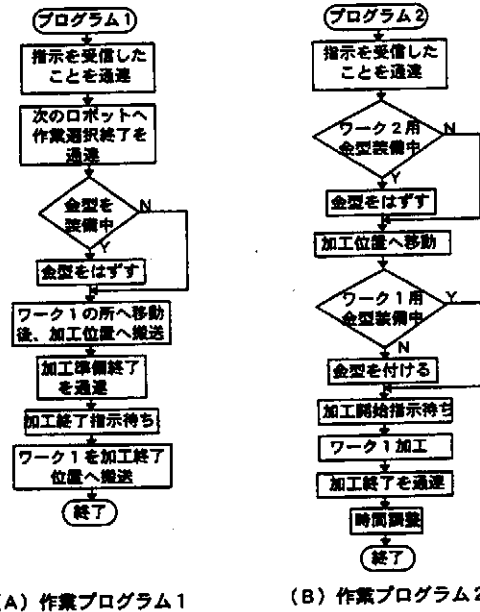 プログラム1
指示を受信した
ことを通達
次のロボットへ
作業選択終了を
通達
金型を
装備中
N
Y
金型をはずす
ワーク1の所へ移動
後、加工位置へ搬送
加工準備終了
を通達
加工終了指示待ち
ワーク1を加工終了
位置へ搬送
終了
(A) 作業プログラム1
プログラム2
指示を受信した
ことを通達
ワーク2用
金型装備中
N
Y
金型をはずす
加工位置へ移動
ワーク1用
金型装備中
Y
N
金型を付ける
加工開始指示待ち
ワーク1加工
加工終了を通達
時間調整
終了
(B) 作業プログラム2